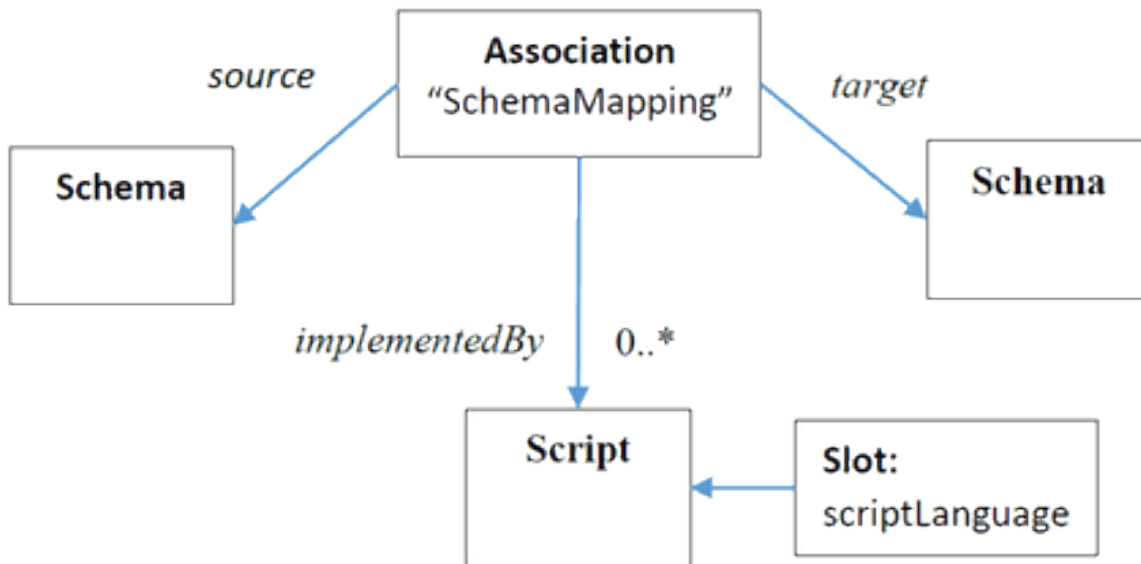 Association
“SchemaMapping”
source
target
Schema
Schema
implementedBy
0..*
Script
Slot:
scriptLanguage